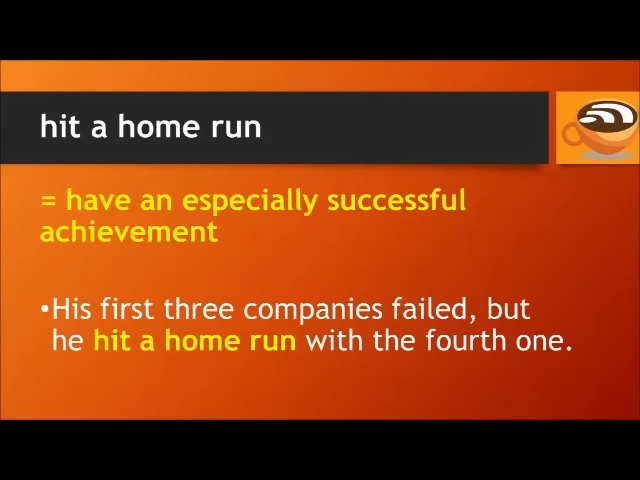 hit a home run
= have an especially successful
achievement
•His first three companies failed, but
he hit a home run with the fourth one.